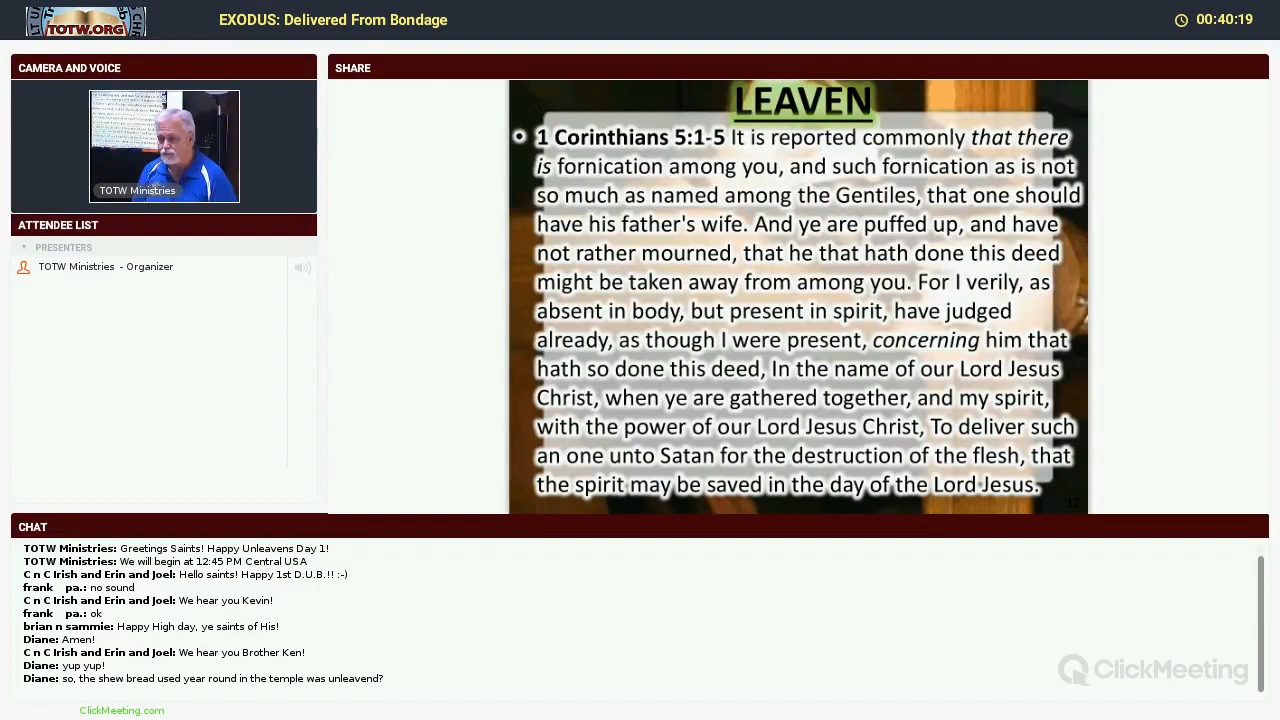 TOTW.ORG
EXODUS: Delivered From Bondage
00:40:19
CAMERA AND VOICE
TOTW Ministries
ATTENDEE LIST
PRESENTERS
TOTW Ministries - Organizer
SHARE
LEAVEN
• 1 Corinthians 5:1-5 It is reported commonly that there
is fornication among you, and such fornication as is not
so much as named among the Gentiles, that one should
have his father's wife. And ye are puffed up, and have
not rather mourned, that he that hath done this deed
might be taken away from among you. For I verily, as
absent in body, but present in spirit, have judged
already, as though I were present, concerning him that
hath so done this deed, In the name of our Lord Jesus
Christ, when ye are gathered together, and my spirit,
with the power of our Lord Jesus Christ, To deliver such
an one unto Satan for the destruction of the flesh, that
the spirit may be saved in the day of the Lord Jesus.
12
CHAT
TOTW Ministries: Greetings Saints! Happy Unleavens Day 1!
TOTW Ministries: We will begin at 12:45 PM Central USA
C n C Irish and Erin and Joel: Hello saints! Happy 1st D.U.B.!! :-)
frank pa.: no sound
C n C Irish and Erin and Joel: We hear you Kevin!
frank pa.: ok
brian n sammie: Happy High day, ye saints of His!
Diane: Amen!
C n C Irish and Erin and Joel: We hear you Brother Ken!
Diane: yup yup!
Diane: so, the shew bread used year round in the temple was unleavend?
ClickMeeting
ClickMeeting.com